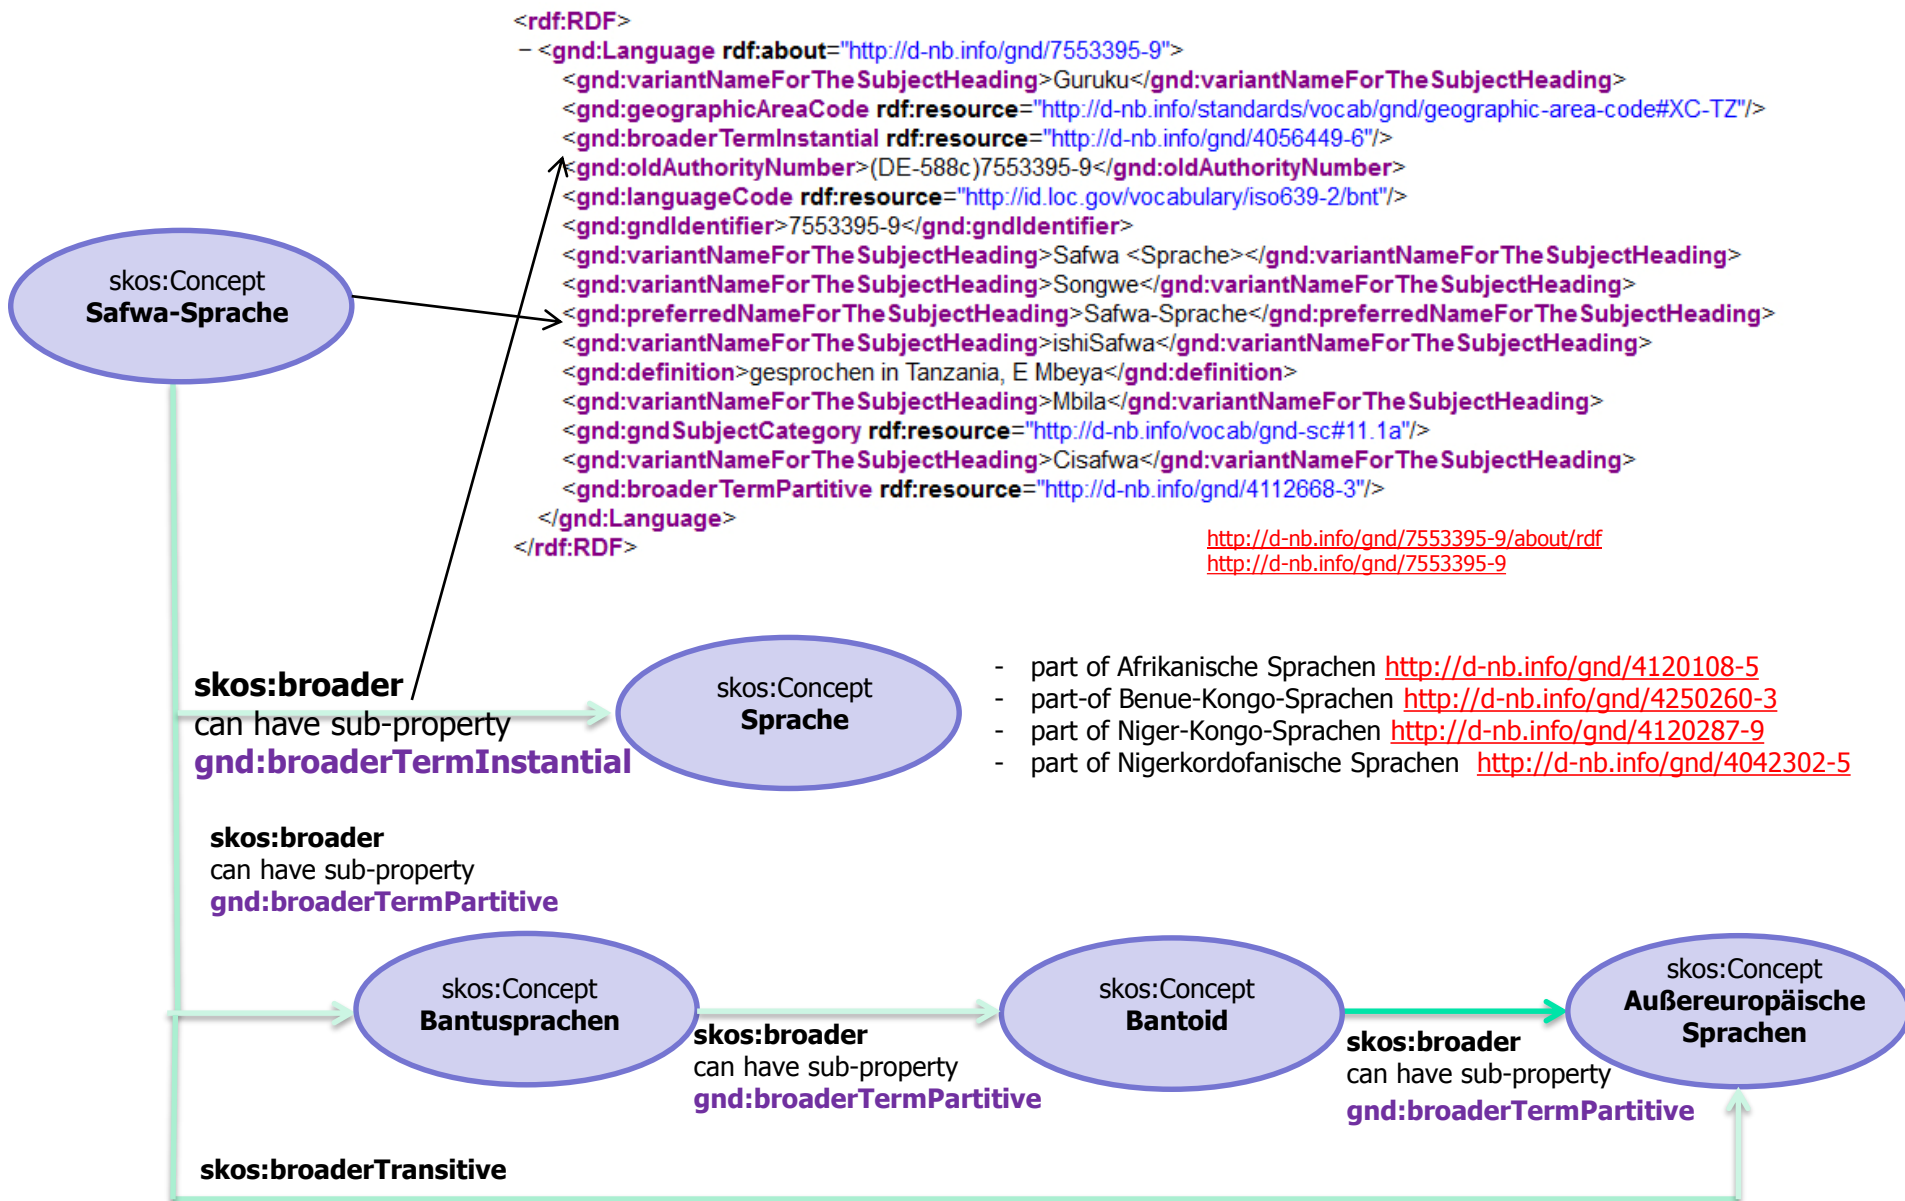 <rdf:RDF>
– <gnd:Language rdf:about="http://d-nb.info/gnd/7553395-9">
<gnd:variantNameForTheSubjectHeading>Guruku</gnd:variantNameForTheSubjectHeading>
<gnd:geographicAreaCode rdf:resource="http://d-nb.info/standards/vocab/gnd/geographic-area-code#XC-TZ"/>
<gnd:broaderTermInstantial rdf:resource="http://d-nb.info/gnd/4056449-6"/>
<gnd:oldAuthorityNumber>(DE-588c)7553395-9</gnd:oldAuthorityNumber>
<gnd:languageCode rdf:resource="http://id.loc.gov/vocabulary/iso639-2/bnt"/>
<gnd:gndIdentifier>7553395-9</gnd:gndIdentifier>
<gnd:variantNameForTheSubjectHeading>Safwa <Sprache></gnd:variantNameForTheSubjectHeading>
<gnd:variantNameForTheSubjectHeading>Songwe</gnd:variantNameForTheSubjectHeading>
<gnd:preferredNameForTheSubjectHeading>Safwa-Sprache</gnd:preferredNameForTheSubjectHeading>
<gnd:variantNameForTheSubjectHeading>ishiSafwa</gnd:variantNameForTheSubjectHeading>
<gnd:definition>gesprochen in Tanzania, E Mbeya</gnd:definition>
<gnd:variantNameForTheSubjectHeading>Mbila</gnd:variantNameForTheSubjectHeading>
<gnd:gndSubjectCategory rdf:resource="http://d-nb.info/vocab/gnd-sc#11.1a"/>
<gnd:variantNameForTheSubjectHeading>Cisafwa</gnd:variantNameForTheSubjectHeading>
<gnd:broaderTermPartitive rdf:resource="http://d-nb.info/gnd/4112668-3"/>
</gnd:Language>
</rdf:RDF>
http://d-nb.info/gnd/7553395-9/about/rdf
http://d-nb.info/gnd/7553395-9
skos:Concept
Safwa-Sprache
skos:broader
can have sub-property
gnd:broaderTermInstantial
skos:Concept
Sprache
- part of Afrikanische Sprachen http://d-nb.info/gnd/4120108-5
- part-of Benue-Kongo-Sprachen http://d-nb.info/gnd/4250260-3
- part of Niger-Kongo-Sprachen http://d-nb.info/gnd/4120287-9
- part of Nigerkordofanische Sprachen http://d-nb.info/gnd/4042302-5
skos:broader
can have sub-property
gnd:broaderTermPartitive
skos:Concept
Bantusprachen
skos:broader
can have sub-property
gnd:broaderTermPartitive
skos:Concept
Bantoid
skos:broader
can have sub-property
gnd:broaderTermPartitive
skos:Concept
Außereuropäische
Sprachen
skos:broaderTransitive